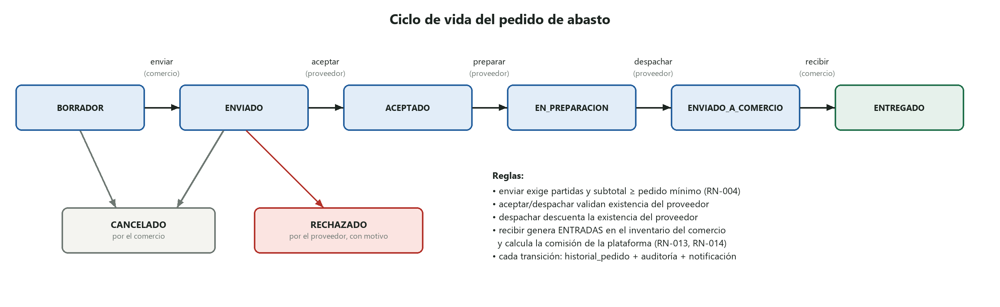 Ciclo de vida del pedido de abasto
enviar
(comercio)
aceptar
(proveedor)
preparar
(proveedor)
despachar
(proveedor)
recibir
(comercio)
BORRADOR
ENVIADO
ACEPTADO
EN_PREPARACION
ENVIADO_A_COMERCIO
ENTREGADO
CANCELADO
por el comercio
RECHAZADO
por el proveedor, con motivo
Reglas:
• enviar exige partidas y subtotal ≥ pedido mínimo (RN-004)
• aceptar/despachar validan existencia del proveedor
• despachar descuenta la existencia del proveedor
• recibir genera ENTRADAS en el inventario del comercio
y calcula la comisión de la plataforma (RN-013, RN-014)
• cada transición: historial_pedido + auditoría + notificación